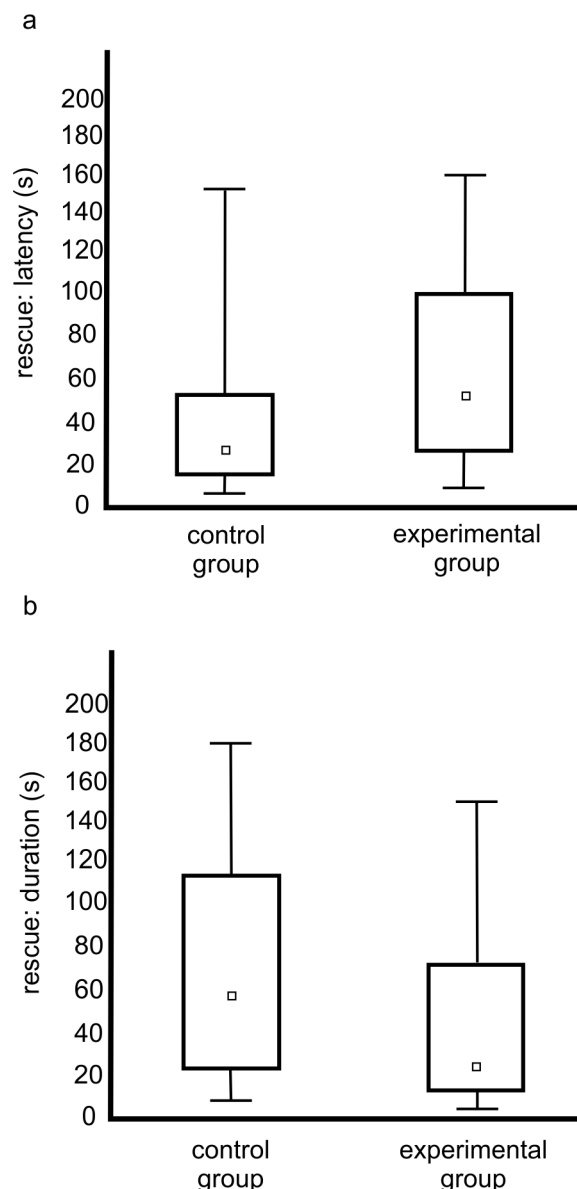 a
rescue: latency (s)
200
180
160
140
120
100
80
60
40
20
0
control
group
experimental
group
b
rescue: duration (s)
200
180
160
140
120
100
80
60
40
20
0
control
group
experimental
group